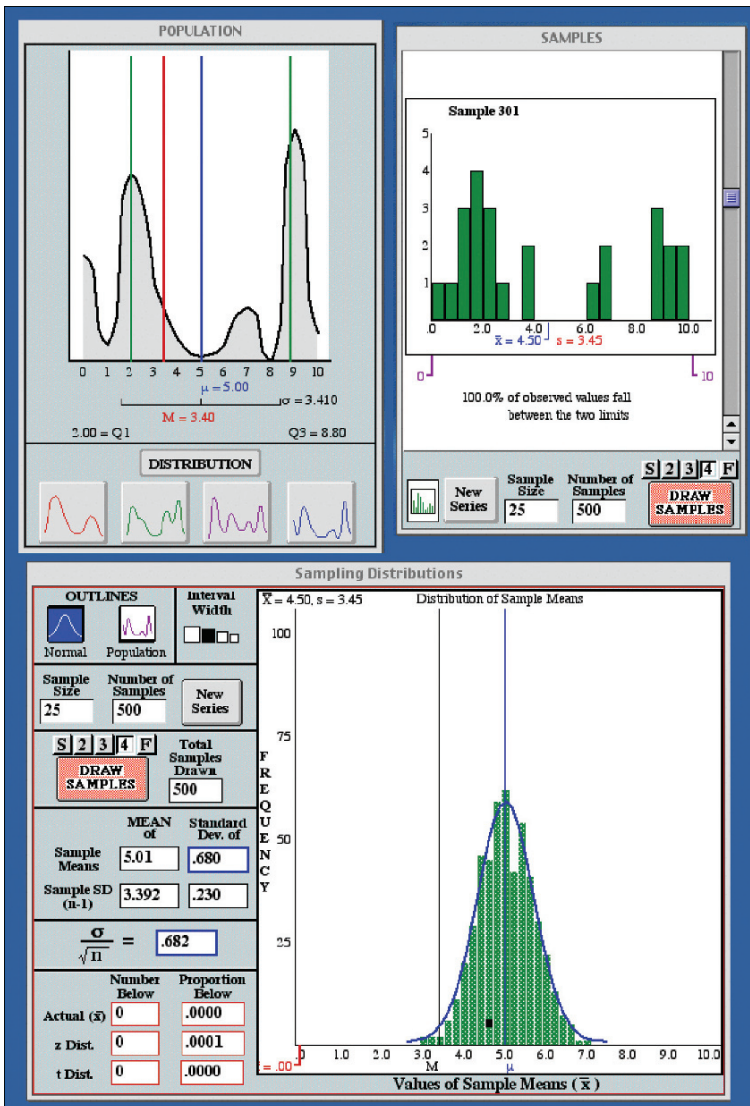 POPULATION
0 1 2 3 4 5 6 7 8 9 10
μ = 5.00
σ = 3.410
M = 3.40
2.00 = Q1 Q3 = 8.80
DISTRIBUTION
SAMPLES
Sample 301
5
4
3
2
1
.0 2.0 4.0 6.0 8.0 10.0
x̄ = 4.50 s = 3.45
0 10
100.0% of observed values fall
between the two limits
S 2 3 4 F
New
Series
Sample
Size
25
Number of
Samples
500
DRAW
SAMPLES
Sampling Distributions
OUTLINES
Normal Population
Interval
Width
Sample
Size
25
Number of
Samples
500
New
Series
S 2 3 4 F
DRAW
SAMPLES
Total
Samples
Drawn
500
MEAN
of
Standard
Dev. of
Sample
Means
5.01 .680
Sample SD
(n-1)
3.392 .230
σ/√n = .682
Number
Below
Proportion
Below
Actual (x̄) 0 .0000
z Dist. 0 .0001
t Dist. 0 .0000
X̄ = 4.50, s = 3.45
Distribution of Sample Means
100
75
50
25
FREQUENCY
= .00
.0 1.0 2.0 3.0 4.0 5.0 6.0 7.0 8.0 9.0 10.0
M μ
Values of Sample Means (x̄)